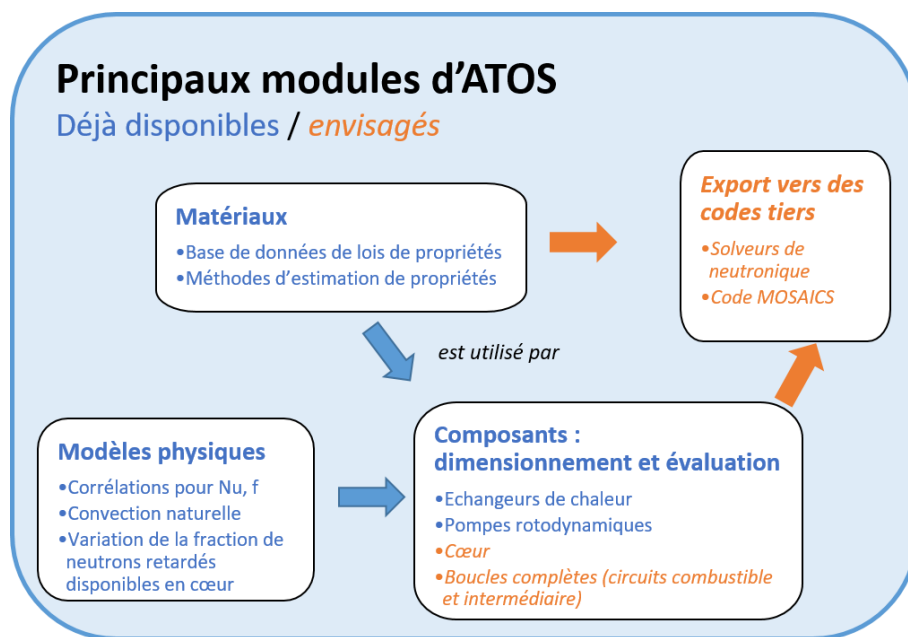 Principaux modules d’ATOS
Déjà disponibles / envisagés
Matériaux
•Base de données de lois de propriétés
•Méthodes d’estimation de propriétés
Export vers des
codes tiers
•Solveurs de
neutronique
•Code MOSAICS
est utilisé par
Modèles physiques
•Corrélations pour Nu, f
•Convection naturelle
•Variation de la fraction de
neutrons retardés
disponibles en cœur
Composants :
dimensionnement et évaluation
•Echangeurs de chaleur
•Pompes rotodynamiques
•Cœur
•Boucles complètes (circuits combustible
et intermédiaire)